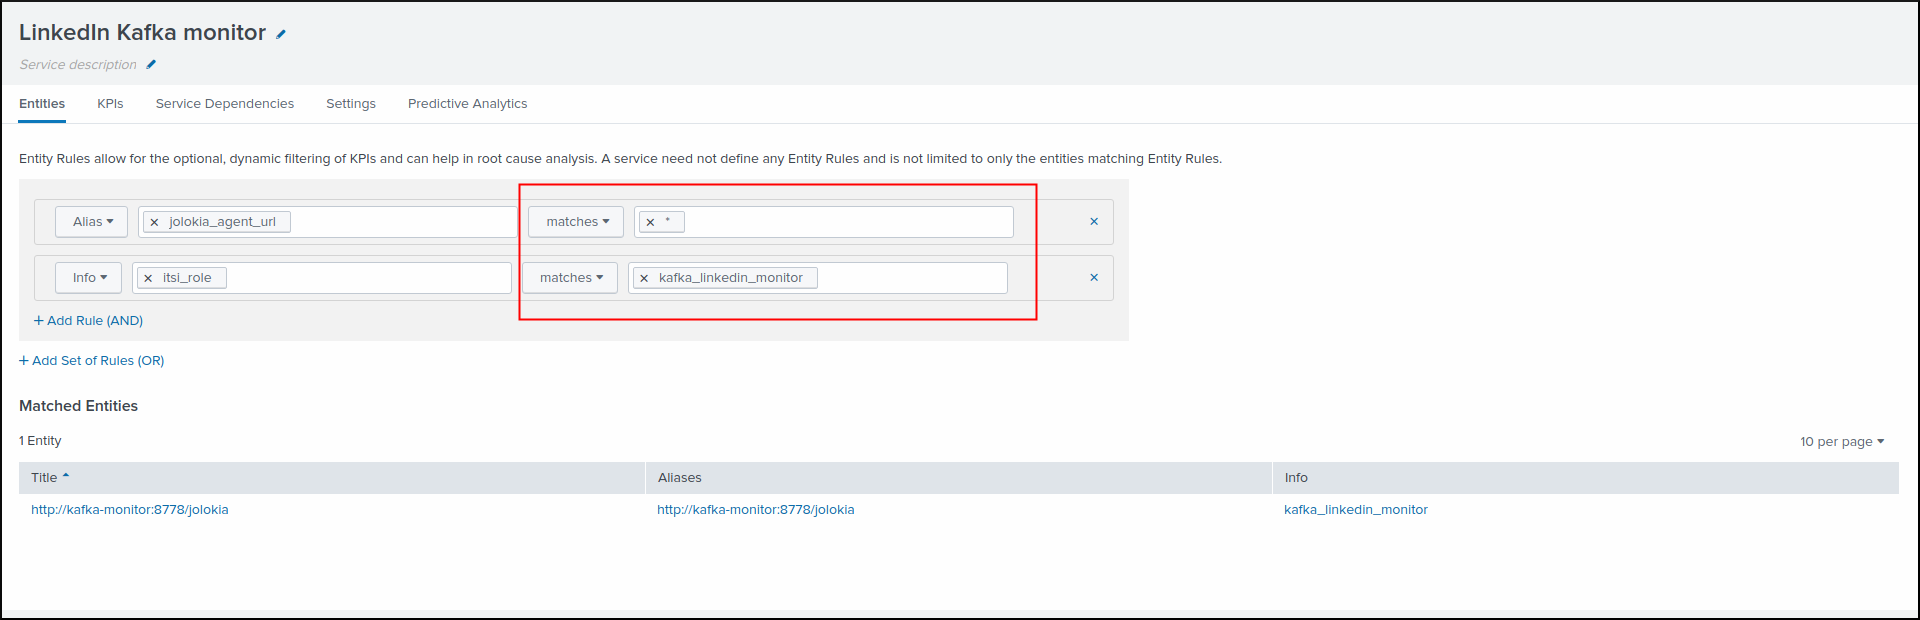 LinkedIn Kafka monitor
Service description
Entities KPIs Service Dependencies Settings Predictive Analytics
Entity Rules allow for the optional, dynamic filtering of KPIs and can help in root cause analysis. A service need not define any Entity Rules and is not limited to only the entities matching Entity Rules.
Alias jolokia_agent_url matches *
Info itsi_role matches kafka_linkedin_monitor
+ Add Rule (AND)
+ Add Set of Rules (OR)
Matched Entities
1 Entity 10 per page
Title Aliases Info
http://kafka-monitor:8778/jolokia http://kafka-monitor:8778/jolokia kafka_linkedin_monitor